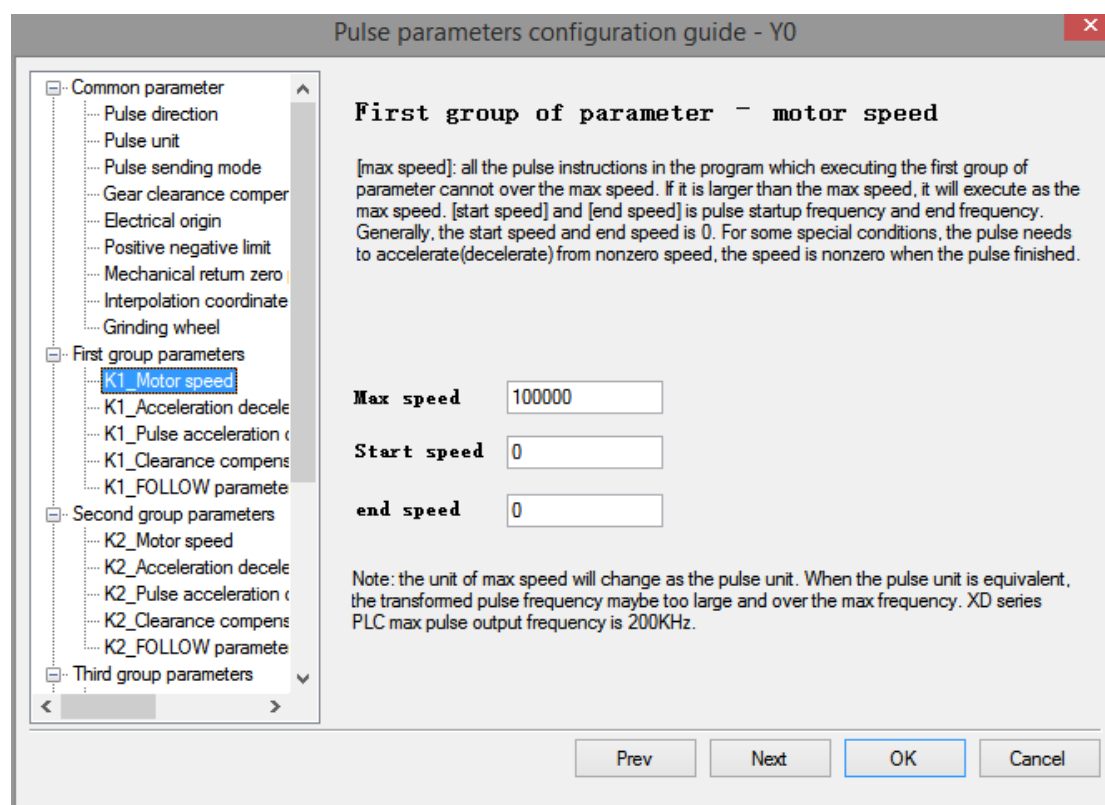 Pulse parameters configuration guide - Y0
Common parameter
Pulse direction
Pulse unit
Pulse sending mode
Gear clearance comper
Electrical origin
Positive negative limit
Mechanical return zero
Interpolation coordinate
Grinding wheel
First group parameters
K1_Motor speed
K1_Acceleration decele
K1_Pulse acceleration
K1_Clearance compens
K1_FOLLOW paramete
Second group parameters
K2_Motor speed
K2_Acceleration decele
K2_Pulse acceleration
K2_Clearance compens
K2_FOLLOW paramete
Third group parameters
First group of parameter - motor speed
[max speed]: all the pulse instructions in the program which executing the first group of
parameter cannot over the max speed. If it is larger than the max speed, it will execute as the
max speed. [start speed] and [end speed] is pulse startup frequency and end frequency.
Generally, the start speed and end speed is 0. For some special conditions, the pulse needs
to accelerate(decelerate) from nonzero speed, the speed is nonzero when the pulse finished.
Max speed 100000
Start speed 0
end speed 0
Note: the unit of max speed will change as the pulse unit. When the pulse unit is equivalent,
the transformed pulse frequency maybe too large and over the max frequency. XD series
PLC max pulse output frequency is 200KHz.
Prev Next OK Cancel